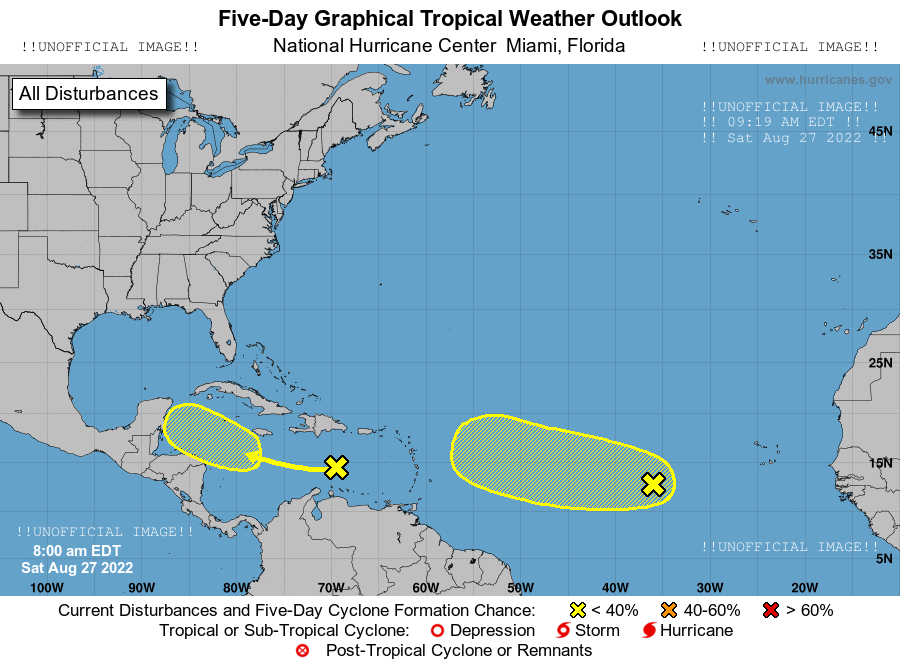 Five-Day Graphical Tropical Weather Outlook
!!UNOFFICIAL IMAGE!! National Hurricane Center Miami, Florida !!UNOFFICIAL IMAGE!!
www.hurricanes.gov
All Disturbances
!!UNOFFICIAL IMAGE!!
!! 09:19 AM EDT !!
!! Sat Aug 27 2022 !!
45N
35N
25N
15N
!!UNOFFICIAL IMAGE!!
!!UNOFFICIAL IMAGE!!
8:00 am EDT
5N
Sat Aug 27 2022
100W 90W 80W 70W 60W 50W 40W 30W 20W
Current Disturbances and Five-Day Cyclone Formation Chance: < 40% 40-60% > 60%
Tropical or Sub-Tropical Cyclone: Depression Storm Hurricane
Post-Tropical Cyclone or Remnants